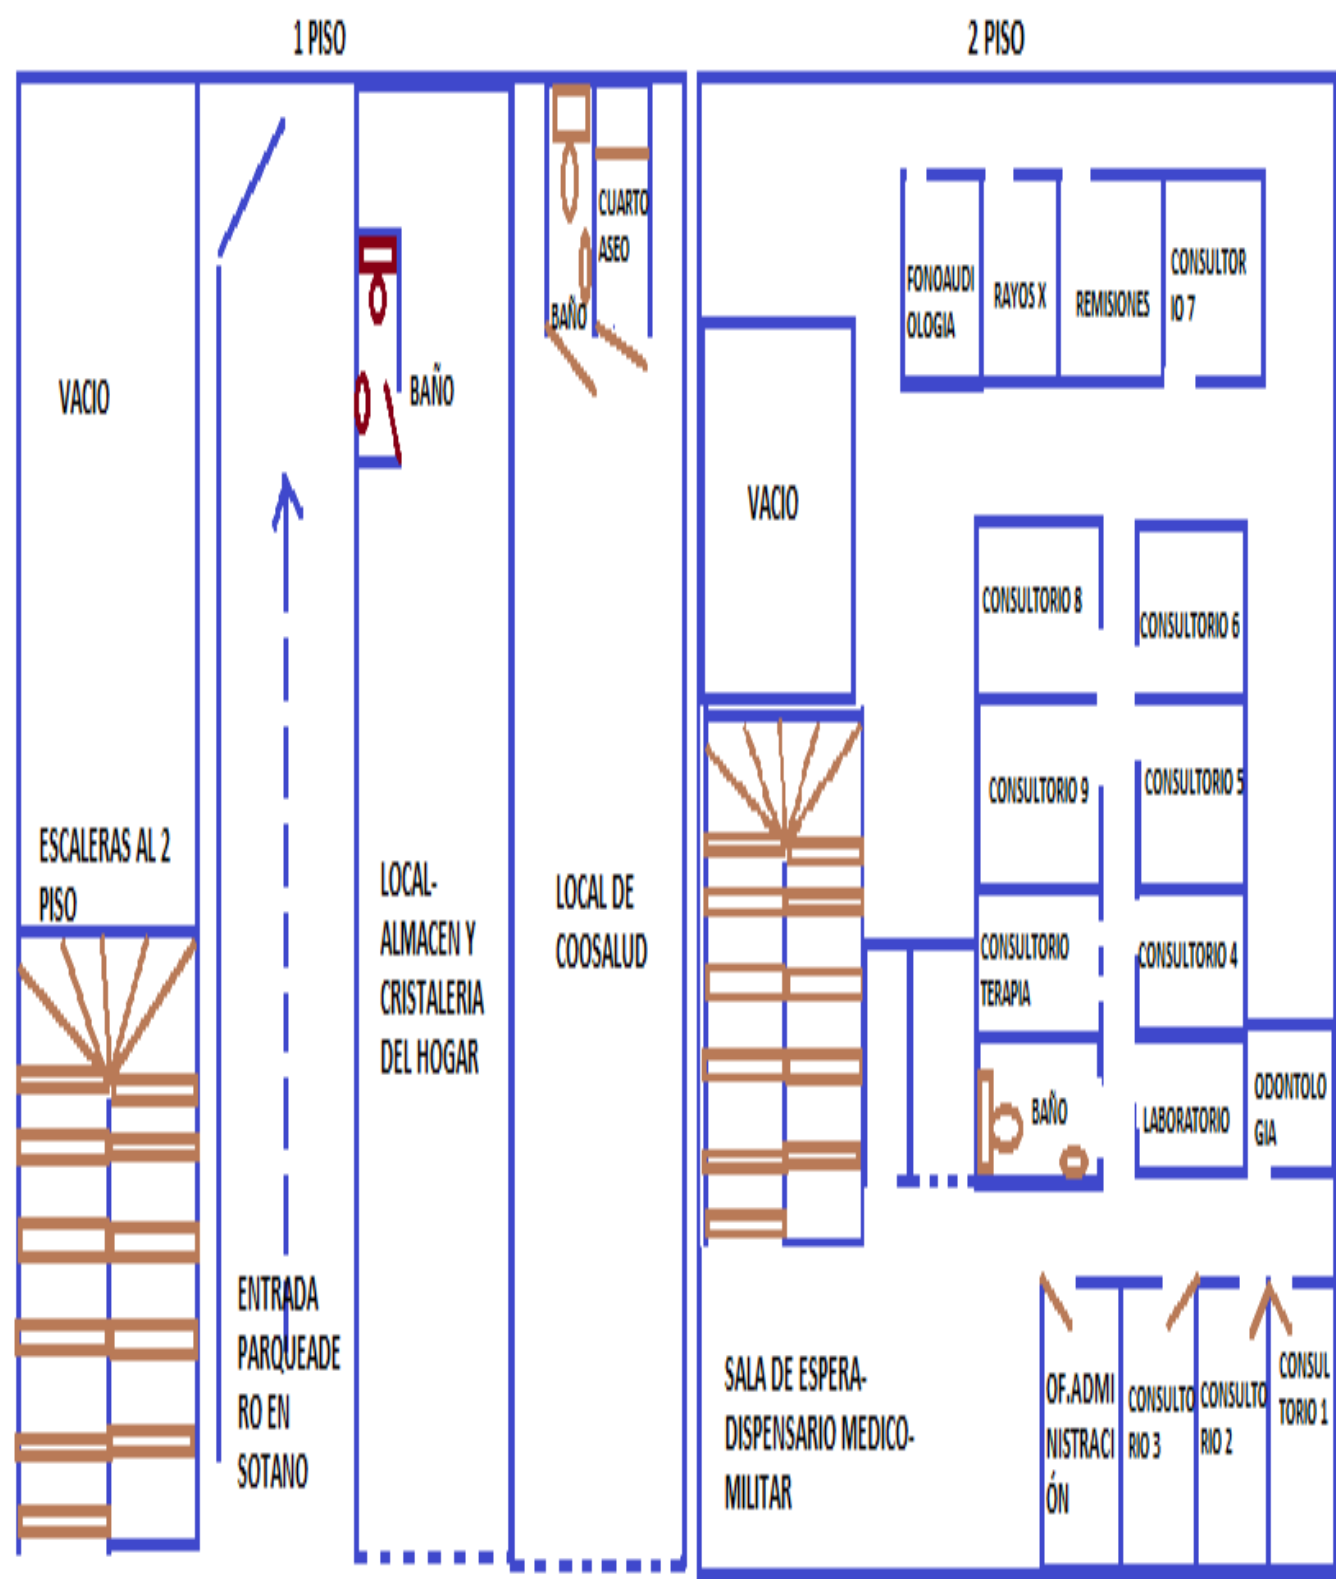 1 PISO
2 PISO
VACIO
BAÑO
BAÑO
CUARTO
ASEO
ESCALERAS AL 2
PISO
ENTRADA
PARQUEADE
RO EN
SOTANO
LOCAL-
ALMACEN Y
CRISTALERIA
DEL HOGAR
LOCAL DE
COOSALUD
FONOAUDI
OLOGIA
RAYOS X
REMISIONES
CONSULTOR
IO 7
VACIO
CONSULTORIO 8
CONSULTORIO 6
CONSULTORIO 9
CONSULTORIO 5
CONSULTORIO
TERAPIA
CONSULTORIO 4
BAÑO
LABORATORIO
ODONTOLO
GIA
SALA DE ESPERA-
DISPENSARIO MEDICO-
MILITAR
OF.ADMI
NISTRACI
ÓN
CONSULTO
RIO 3
CONSULTO
RIO 2
CONSUL
TORIO 1